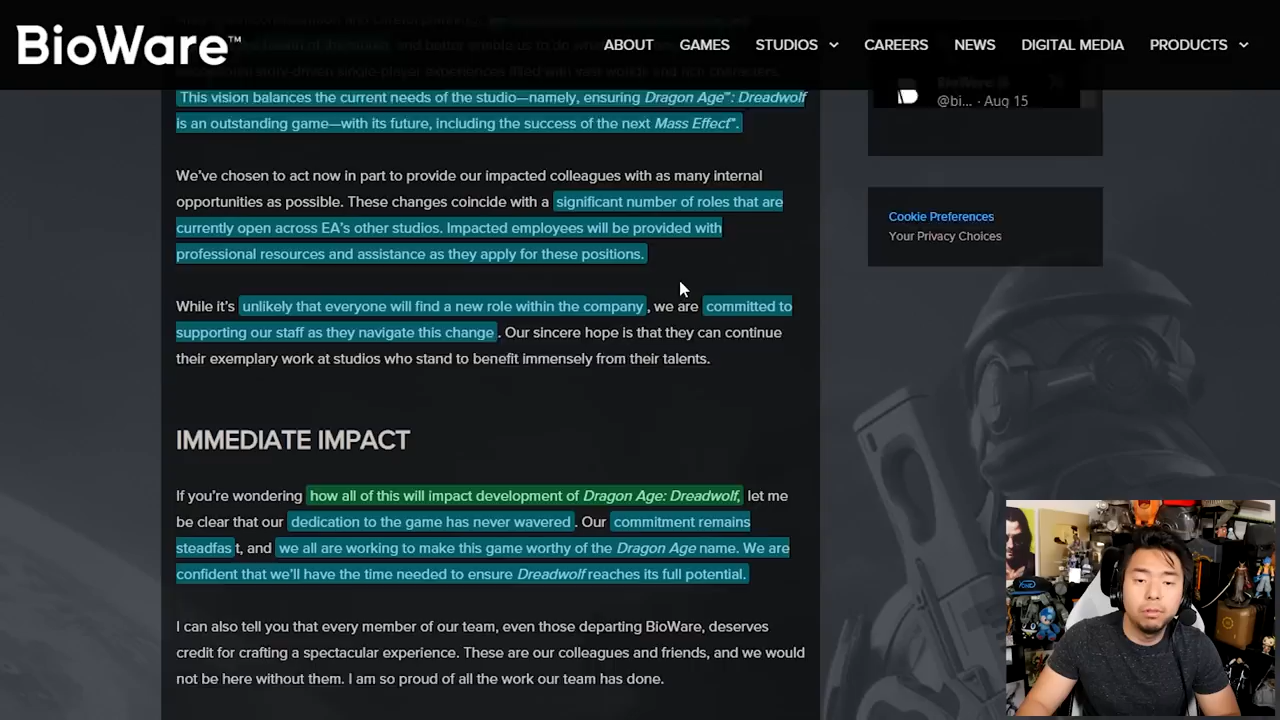 BioWare™
ABOUT GAMES STUDIOS CAREERS NEWS DIGITAL MEDIA PRODUCTS
This vision balances the current needs of the studio—namely, ensuring Dragon Age™: Dreadwolf
is an outstanding game—with its future, including the success of the next Mass Effect™.
We've chosen to act now in part to provide our impacted colleagues with as many internal
opportunities as possible. These changes coincide with a significant number of roles that are
currently open across EA's other studios. Impacted employees will be provided with
professional resources and assistance as they apply for these positions.
While it's unlikely that everyone will find a new role within the company, we are committed to
supporting our staff as they navigate this change. Our sincere hope is that they can continue
their exemplary work at studios who stand to benefit immensely from their talents.
IMMEDIATE IMPACT
If you're wondering how all of this will impact development of Dragon Age: Dreadwolf, let me
be clear that our dedication to the game has never wavered. Our commitment remains
steadfast, and we all are working to make this game worthy of the Dragon Age name. We are
confident that we'll have the time needed to ensure Dreadwolf reaches its full potential.
I can also tell you that every member of our team, even those departing BioWare, deserves
credit for crafting a spectacular experience. These are our colleagues and friends, and we would
not be here without them. I am so proud of all the work our team has done.
@bi... · Aug 15
Cookie Preferences
Your Privacy Choices